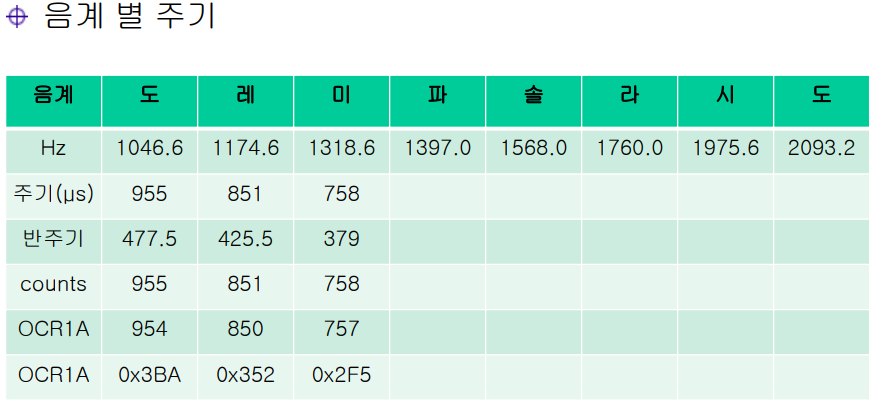 음계 별 주기
음계 도 레 미 파 솔 라 시 도
Hz 1046.6 1174.6 1318.6 1397.0 1568.0 1760.0 1975.6 2093.2
주기(μs) 955 851 758
반주기 477.5 425.5 379
counts 955 851 758
OCR1A 954 850 757
OCR1A 0x3BA 0x352 0x2F5